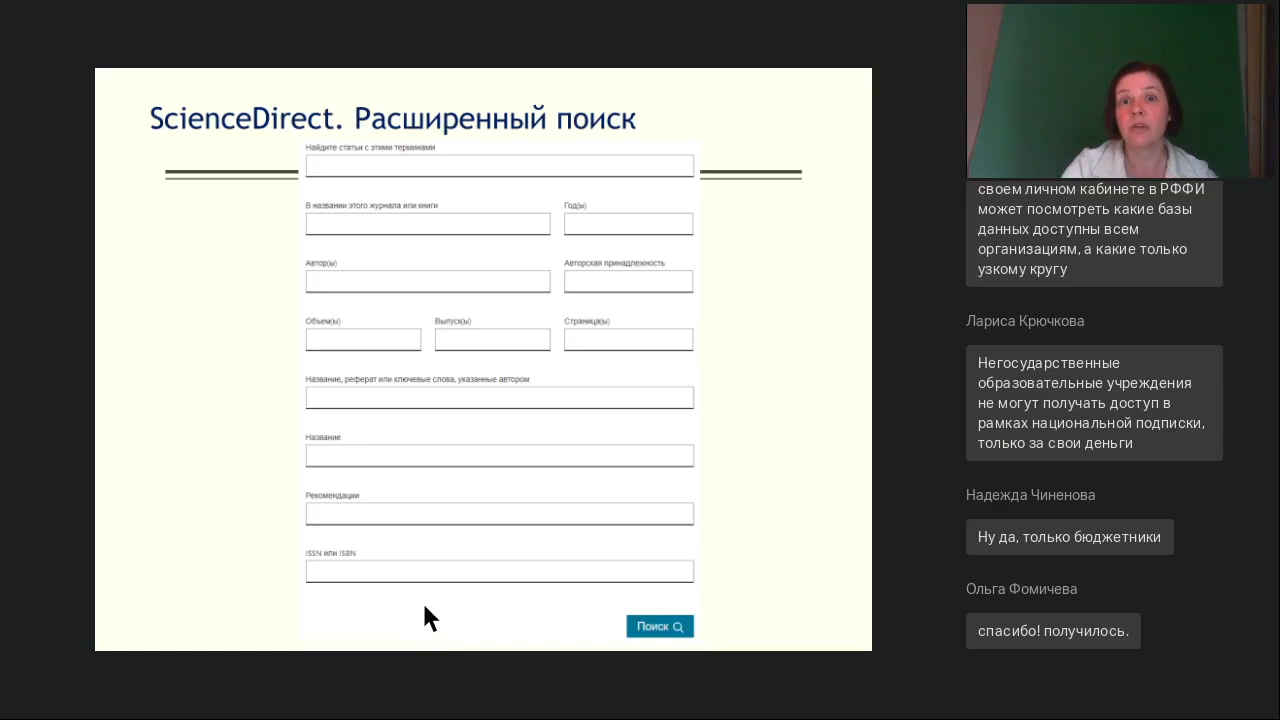 ScienceDirect. Расширенный поиск
Найдите статьи с этими терминами
В названии этого журнала или книги
Год(ы)
Автор(ы)
Авторская принадлежность
Объем(ы)
Выпуск(ы)
Страница(ы)
Название, реферат или ключевые слова, указанные автором
Название
Рекомендации
ISSN или ISBN
Поиск
своем личном кабинете в РФФИ
может посмотреть какие базы
данных доступны всем
организациям, а какие только
узкому кругу
Лариса Крючкова
Негосударственные
образовательные учреждения
не могут получать доступ в
рамках национальной подписки,
только за свои деньги
Надежда Чиненова
Ну да, только бюджетники
Ольга Фомичева
спасибо! получилось.